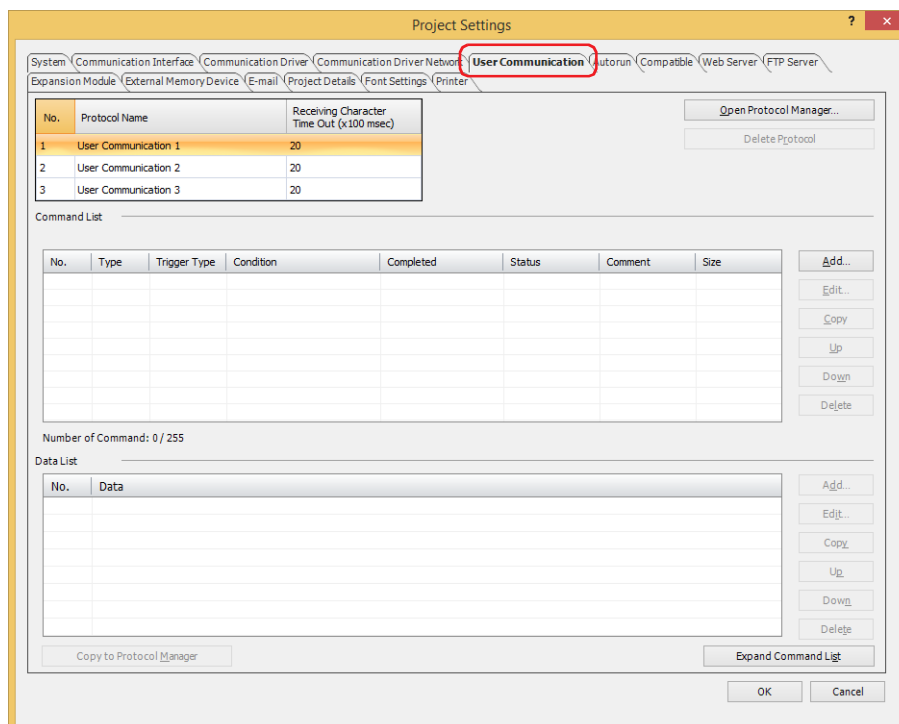 Project Settings
? ×
System Communication Interface Communication Driver Communication Driver Network User Communication Autorun Compatible Web Server FTP Server
Expansion Module External Memory Device E-mail Project Details Font Settings Printer
No. Protocol Name Receiving Character Time Out (x100 msec)
1 User Communication 1 20
2 User Communication 2 20
3 User Communication 3 20
Open Protocol Manager...
Delete Protocol
Command List
No. Type Trigger Type Condition Completed Status Comment Size
Add...
Edit...
Copy
Up
Down
Delete
Number of Command: 0 / 255
Data List
No. Data
Add...
Edit...
Copy
Up
Down
Delete
Copy to Protocol Manager
Expand Command List
OK Cancel